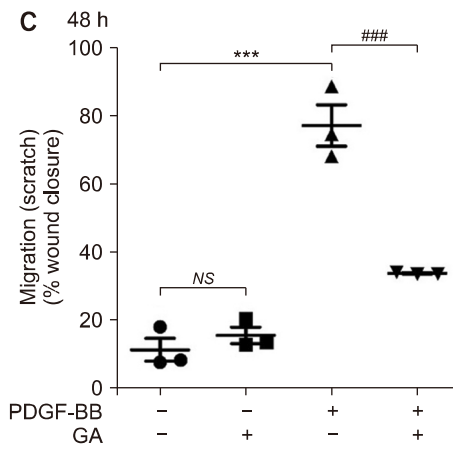 C 48 h
Migration (scratch)
(% wound closure)
100
80
60
40
20
0
***
###
NS
PDGF-BB – – + +
GA – + – +